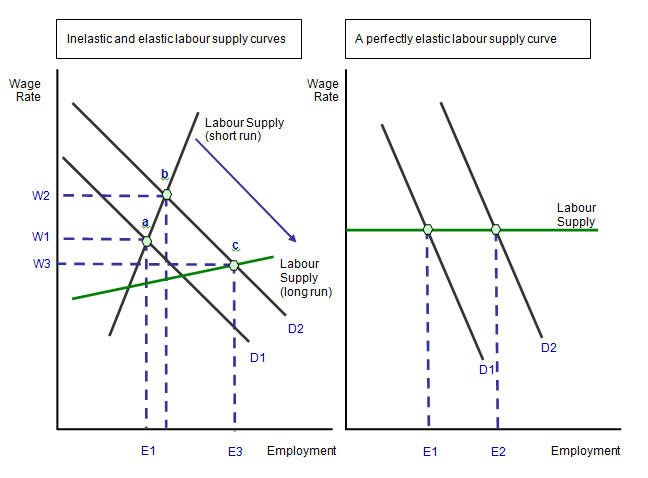 Inelastic and elastic labour supply curves
A perfectly elastic labour supply curve
Wage
Rate
Labour Supply
(short run)
b
W2
a
W1
c
W3
Labour
Supply
(long run)
D2
D1
E1
E3
Employment
Wage
Rate
Labour
Supply
D2
D1
E1
E2
Employment